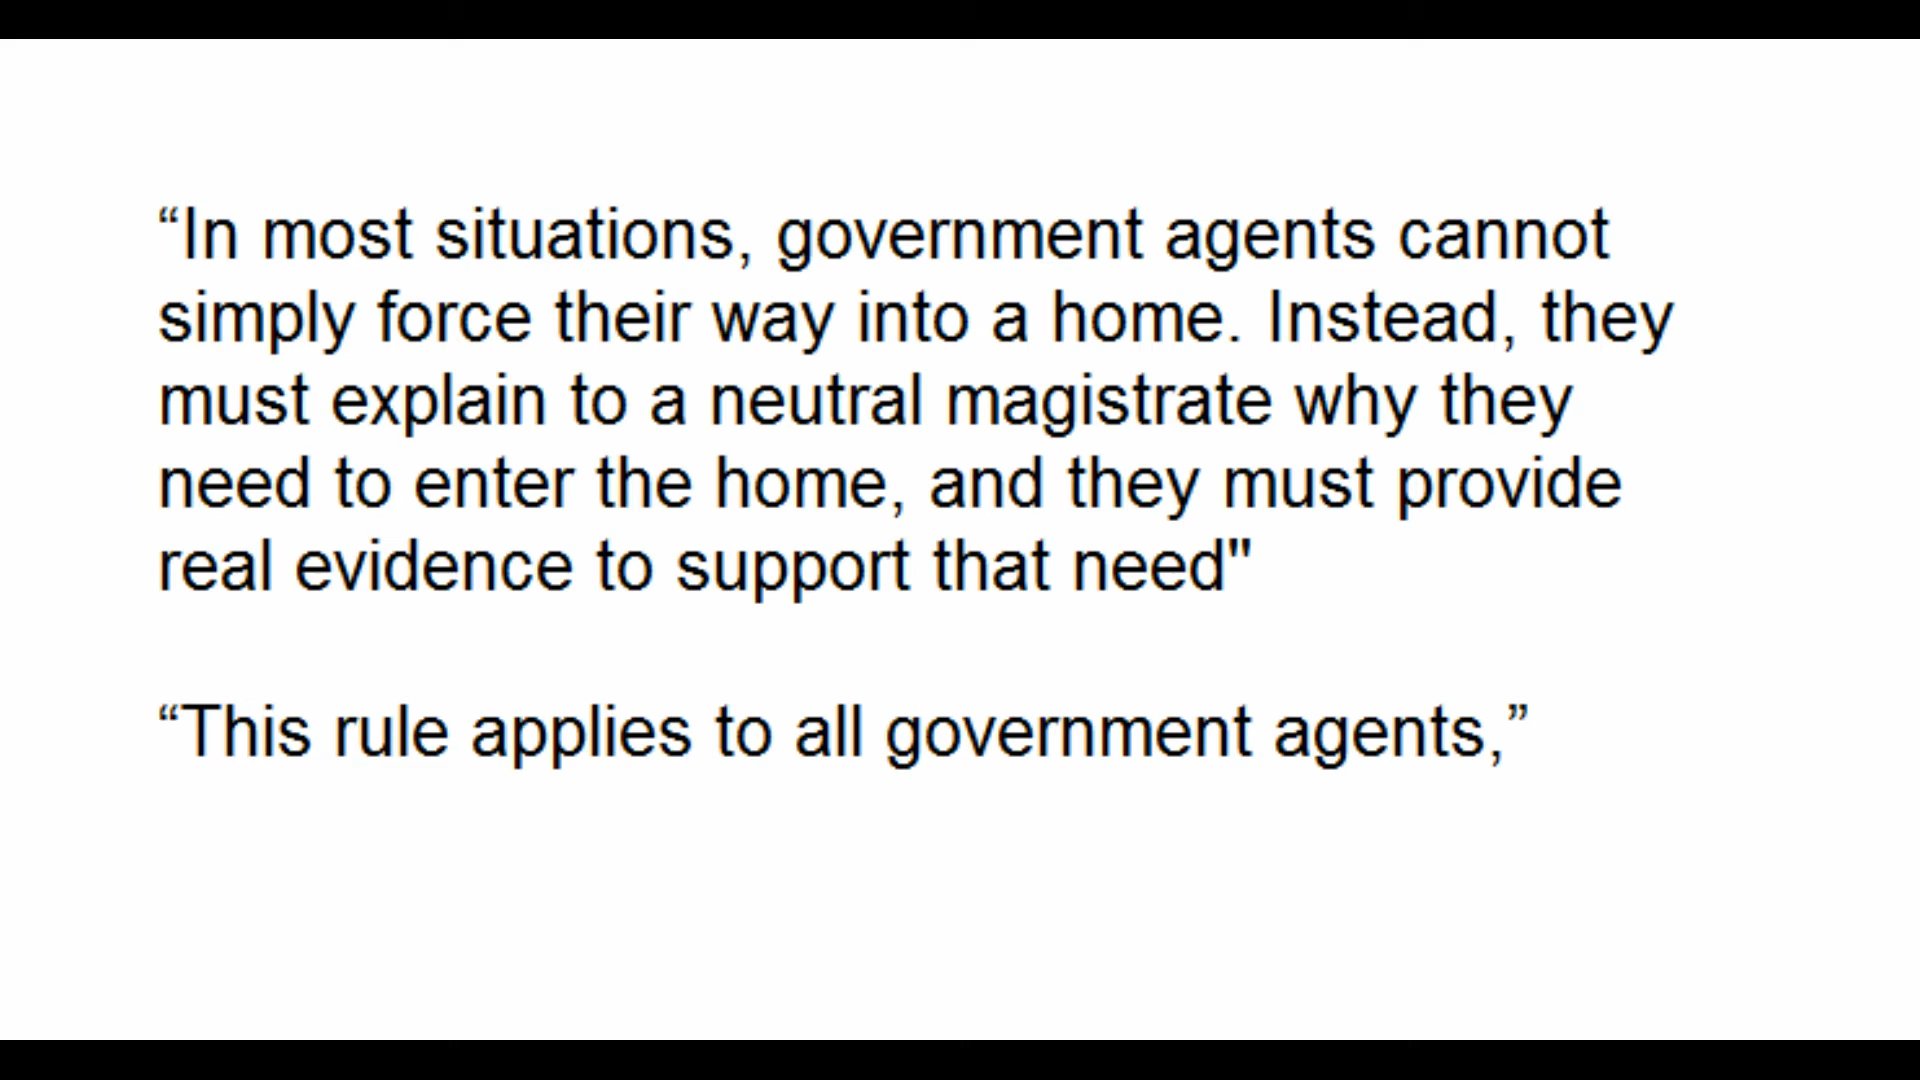 “In most situations, government agents cannot
simply force their way into a home. Instead, they
must explain to a neutral magistrate why they
need to enter the home, and they must provide
real evidence to support that need"
“This rule applies to all government agents,”